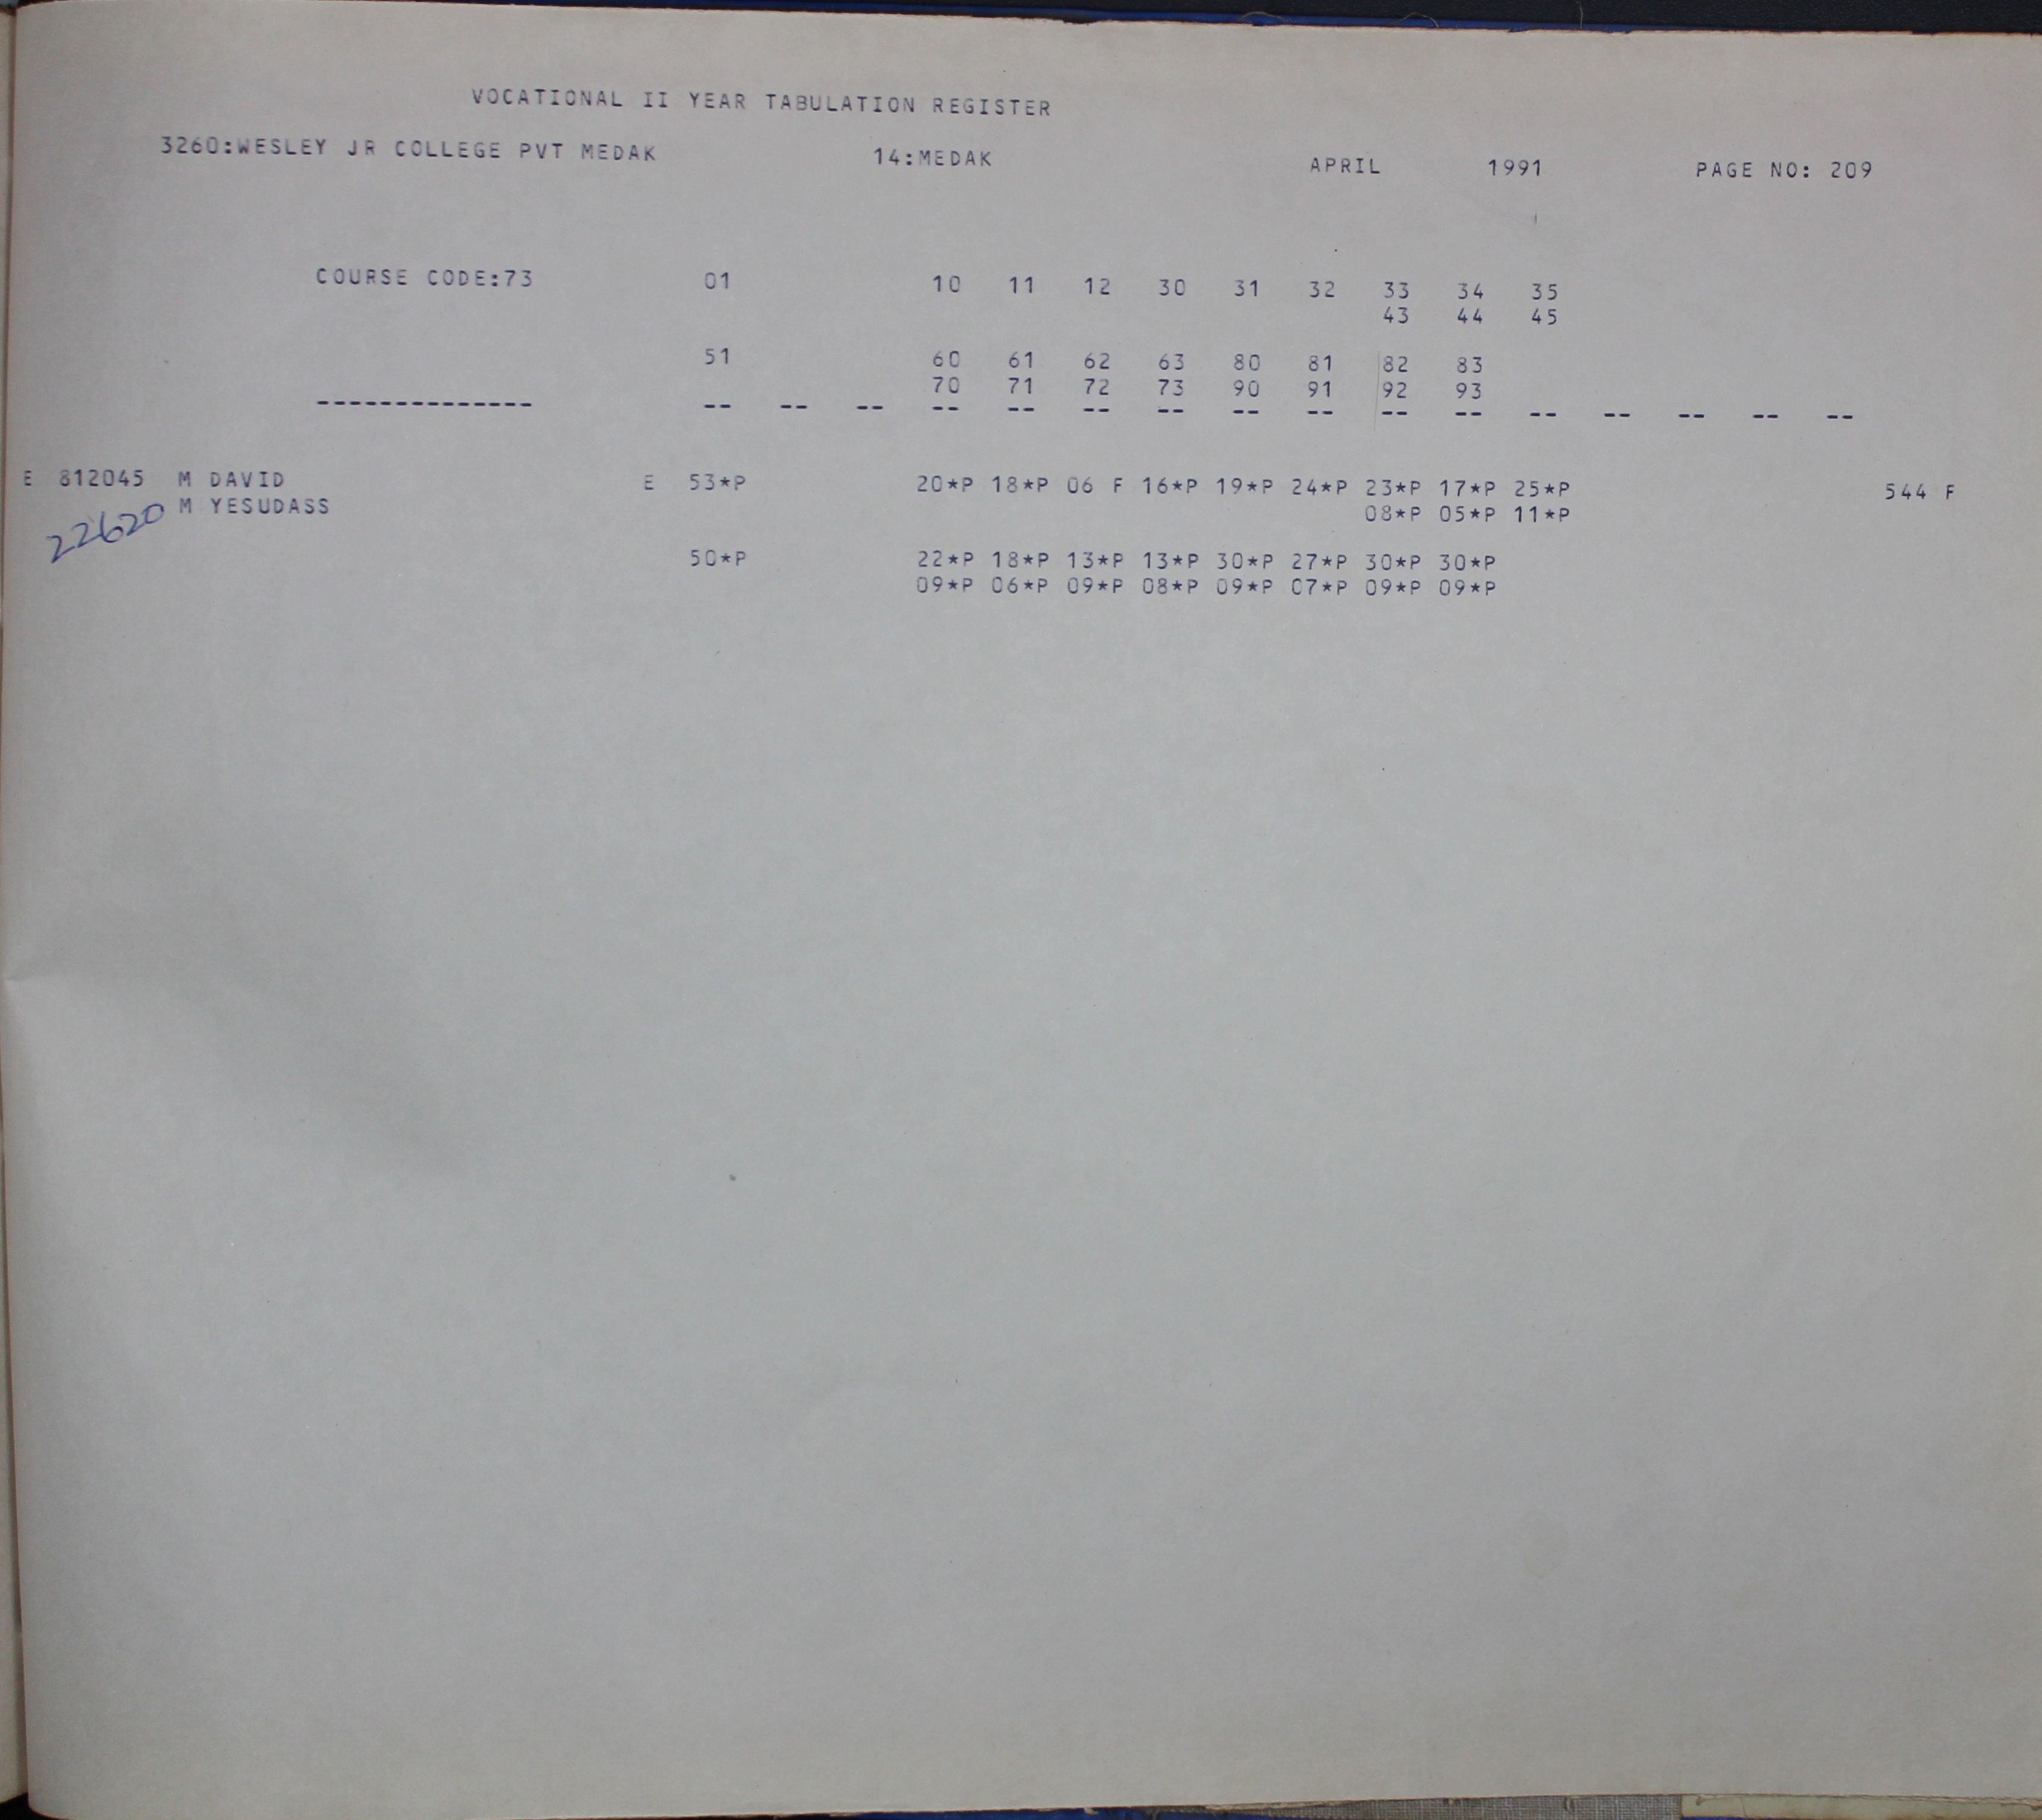 VOCATIONAL II YEAR TABULATION REGISTER
3260:WESLEY JR COLLEGE PVT MEDAK 14:MEDAK APRIL 1991 PAGE NO: 209
COURSE CODE:73 01 10 11 12 30 31 32 33 34 35
43 44 45
51 60 61 62 63 80 81 82 83
70 71 72 73 90 91 92 93
-------------- -- -- -- -- -- -- -- -- -- -- -- -- -- -- -- --
E 812045 M DAVID E 53*P 20*P 18*P 06 F 16*P 19*P 24*P 23*P 17*P 25*P 544 F
22620 M YESUDASS 08*P 05*P 11*P
50*P 22*P 18*P 13*P 13*P 30*P 27*P 30*P 30*P
09*P 06*P 09*P 08*P 09*P 07*P 09*P 09*P